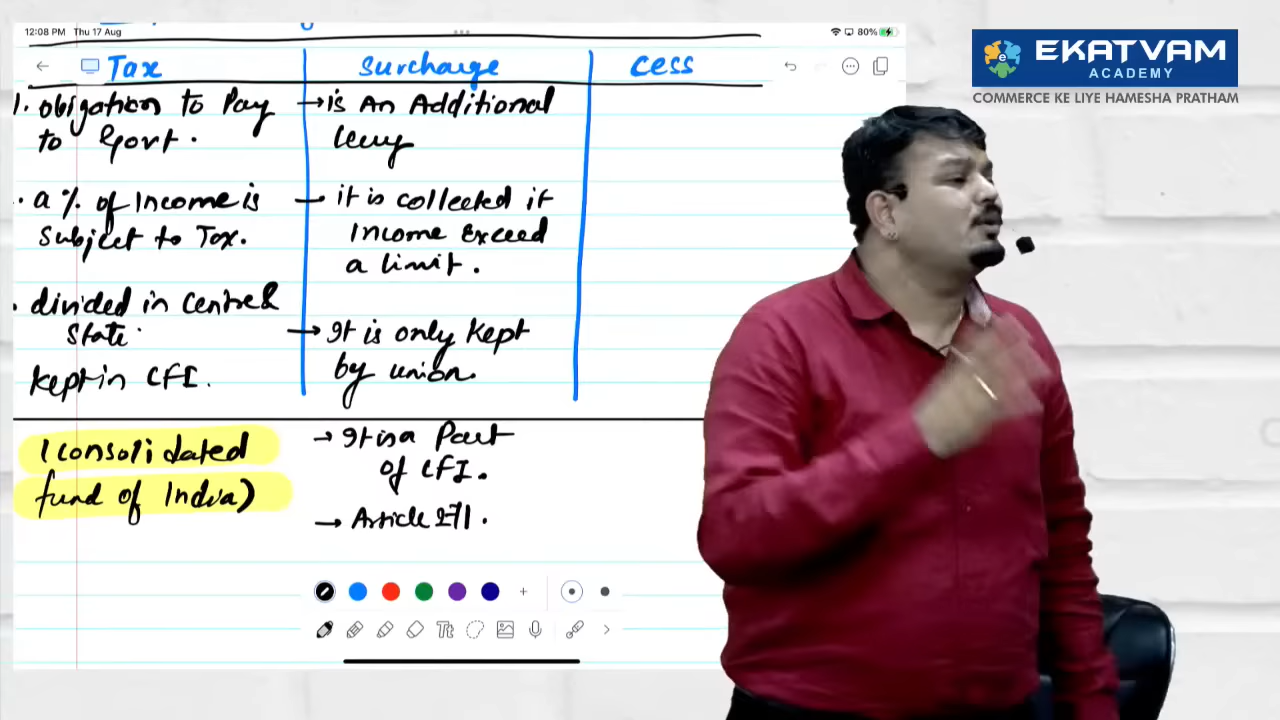 12:08 PM Thu 17 Aug
80%
EKATVAM
ACADEMY
COMMERCE KE LIYE HAMESHA PRATHAM
Tax Surcharge Cess
1. obigation to Pay
to Govt.
. a % of Income is
Subject to Tax.
. divided in Centre &
State.
Kept in CFI.
(Consolidated
fund of India)
→ is An Additional
levy
→ it is collected if
Income Exceed
a limit.
→ It is only kept
by union.
→ It is a Part
of CFI.
→ Article 271.
Tt